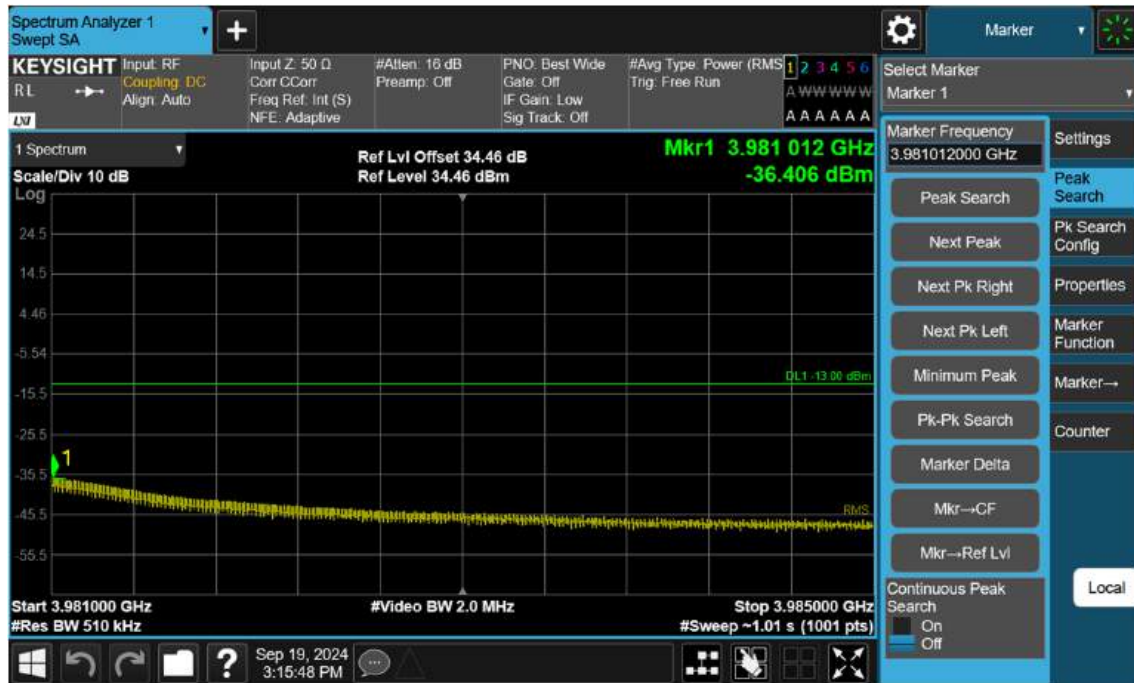 Spectrum Analyzer 1
Swept SA
Marker
KEYSIGHT
RL
LXI
Input: RF
Coupling: DC
Align: Auto
Input Z: 50 Ω
Corr CCorr
Freq Ref: Int (S)
NFE: Adaptive
#Atten: 16 dB
Preamp: Off
PNO: Best Wide
Gate: Off
IF Gain: Low
Sig Track: Off
#Avg Type: Power (RMS
Trig: Free Run
1 2 3 4 5 6
A W W W W W
A A A A A A
Select Marker
Marker 1
1 Spectrum
Scale/Div 10 dB
Log
Ref Lvl Offset 34.46 dB
Ref Level 34.46 dBm
Mkr1 3.981 012 GHz
-36.406 dBm
24.5
14.5
4.46
-5.54
-15.5
-25.5
-35.5
-45.5
-55.5
DL1 -13.00 dBm
1
RMS
Start 3.981000 GHz
#Res BW 510 kHz
#Video BW 2.0 MHz
Stop 3.985000 GHz
#Sweep ~1.01 s (1001 pts)
Marker Frequency
3.981012000 GHz
Peak Search
Next Peak
Next Pk Right
Next Pk Left
Minimum Peak
Pk-Pk Search
Marker Delta
Mkr→CF
Mkr→Ref Lvl
Continuous Peak
Search
On
Off
Settings
Peak
Search
Pk Search
Config
Properties
Marker
Function
Marker→
Counter
Local
?
Sep 19, 2024
3:15:48 PM